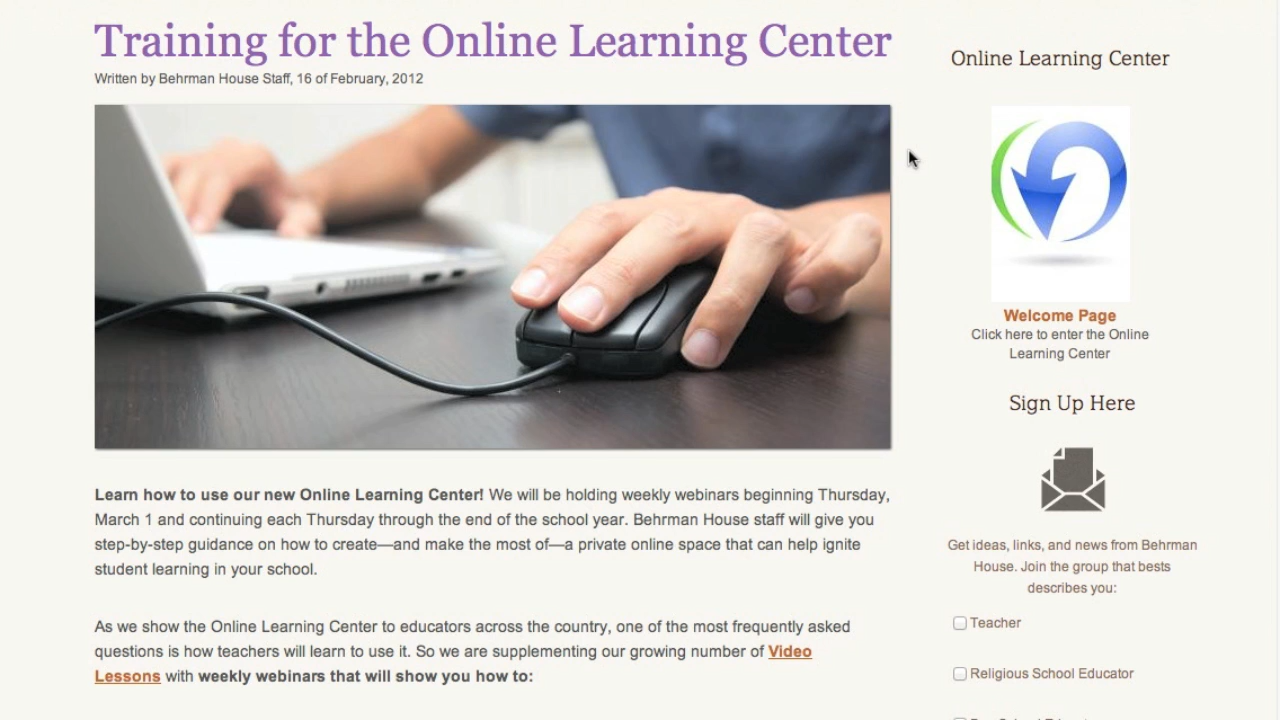 Training for the Online Learning Center
Written by Behrman House Staff, 16 of February, 2012
Learn how to use our new Online Learning Center! We will be holding weekly webinars beginning Thursday,
March 1 and continuing each Thursday through the end of the school year. Behrman House staff will give you
step-by-step guidance on how to create—and make the most of—a private online space that can help ignite
student learning in your school.
As we show the Online Learning Center to educators across the country, one of the most frequently asked
questions is how teachers will learn to use it. So we are supplementing our growing number of Video
Lessons with weekly webinars that will show you how to:
Online Learning Center
Welcome Page
Click here to enter the Online
Learning Center
Sign Up Here
Get ideas, links, and news from Behrman
House. Join the group that bests
describes you:
Teacher
Religious School Educator